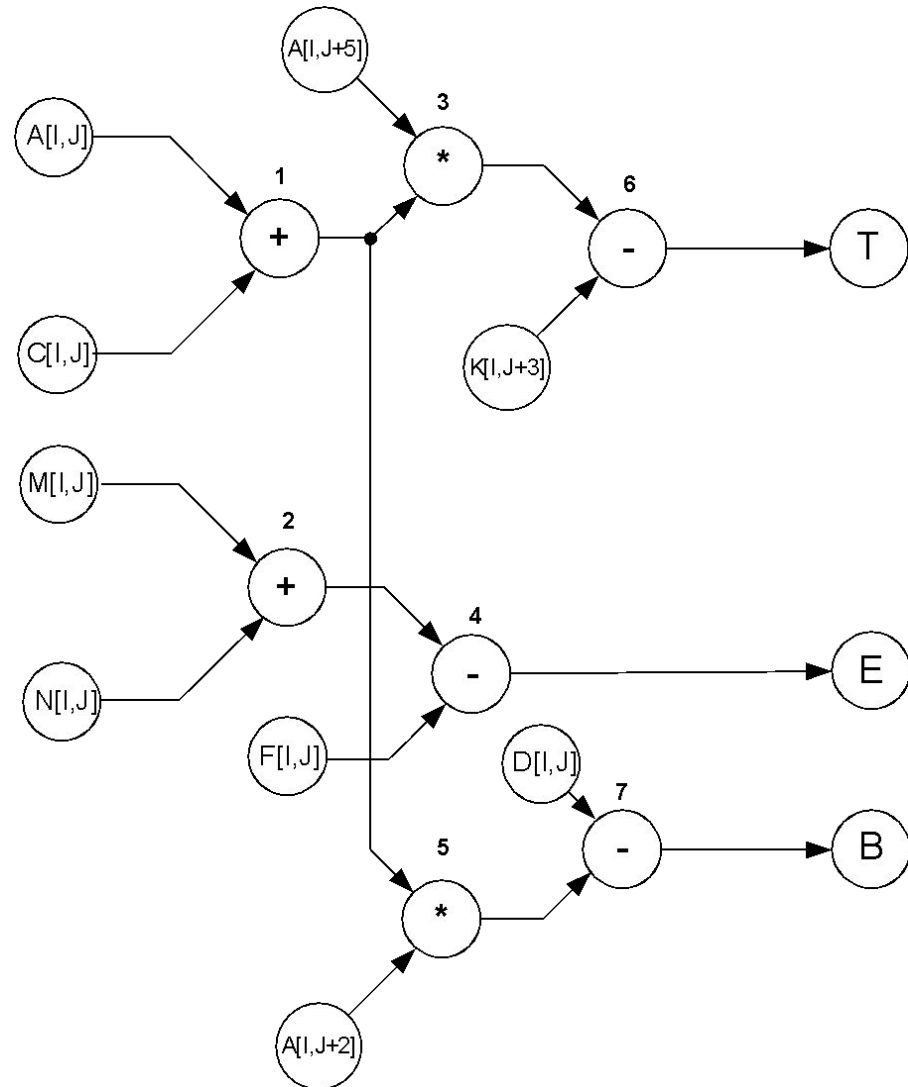 A[I,J+5]
3
A[I,J]
*
1
6
+
-
T
C[I,J]
K[I,J+3]
M[I,J]
2
+
4
-
E
N[I,J]
F[I,J]
D[I,J]
7
-
B
5
*
A[I,J+2]